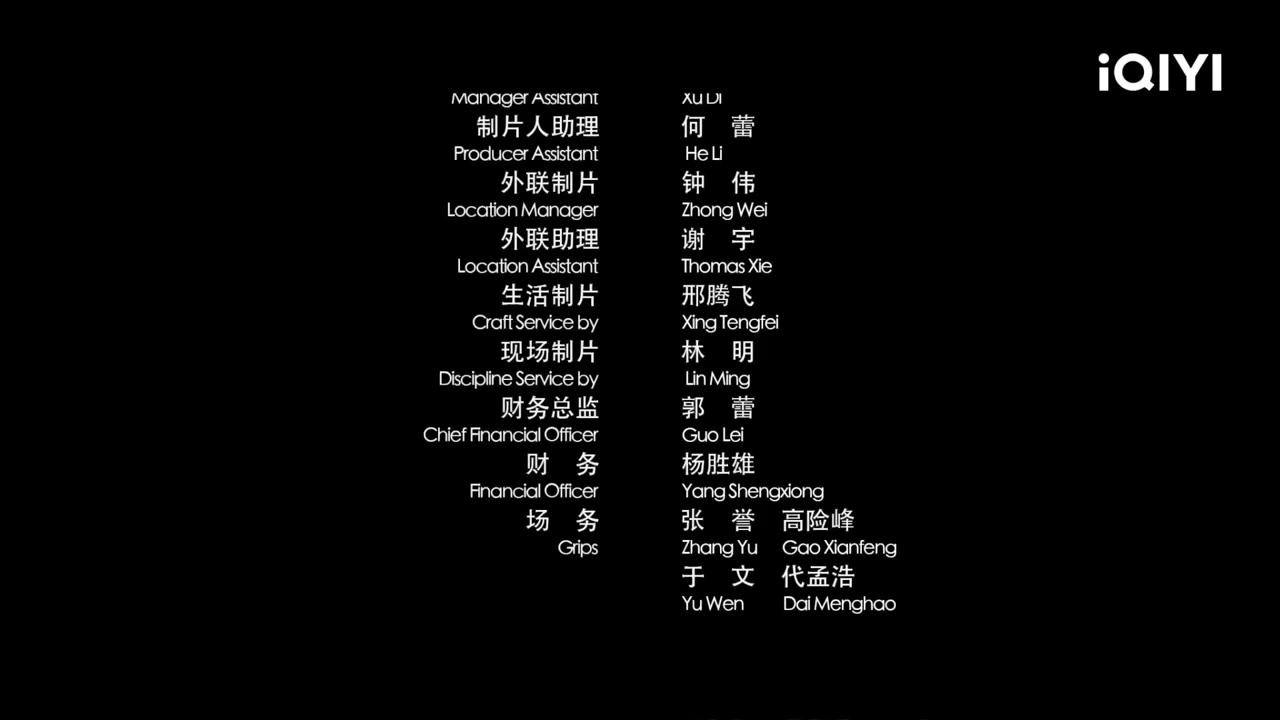 iQIYI
Manager Assistant Xu Di
制片人助理 何 蕾
Producer Assistant He Li
外联制片 钟 伟
Location Manager Zhong Wei
外联助理 谢 宇
Location Assistant Thomas Xie
生活制片 邢腾飞
Craft Service by Xing Tengfei
现场制片 林 明
Discipline Service by Lin Ming
财务总监 郭 蕾
Chief Financial Officer Guo Lei
财 务 杨胜雄
Financial Officer Yang Shengxiong
场 务 张 誉 高险峰
Grips Zhang Yu Gao Xianfeng
于 文 代孟浩
Yu Wen Dai Menghao